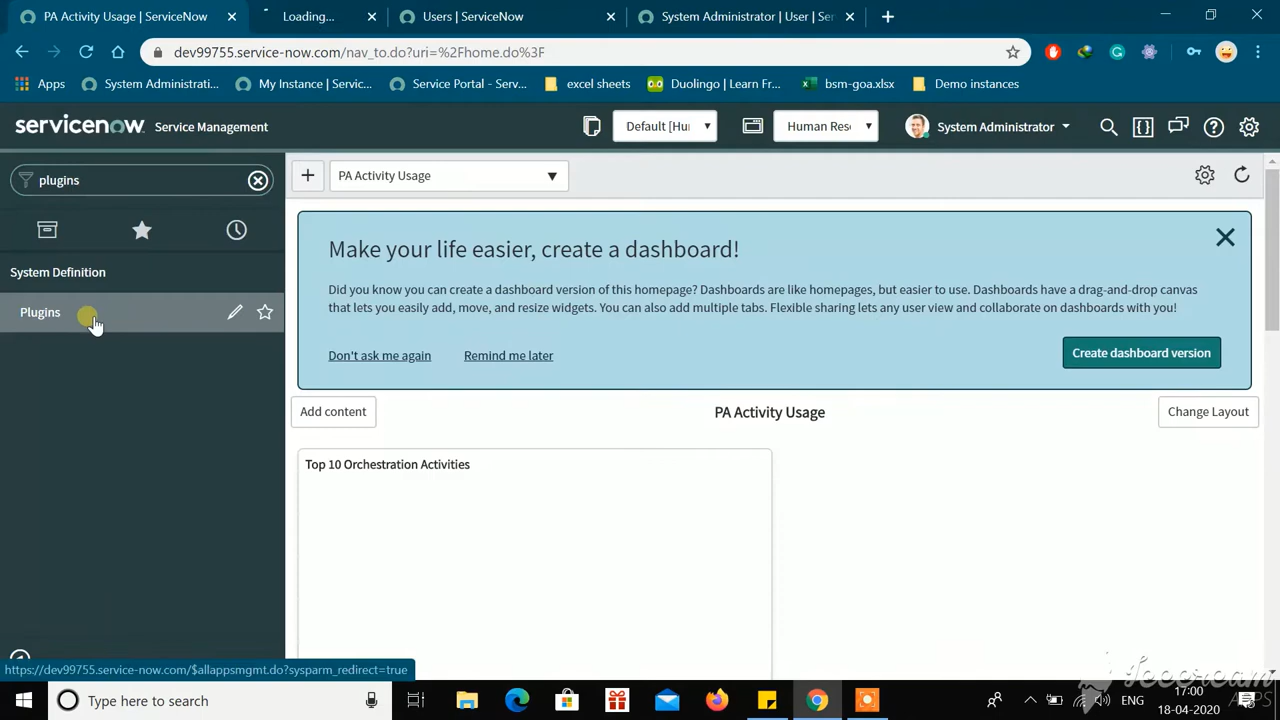 PA Activity Usage | ServiceNow
Loading...
Users | ServiceNow
System Administrator | User | Ser
dev99755.service-now.com/nav_to.do?uri=%2Fhome.do%3F
Apps
System Administrati...
My Instance | Servic...
Service Portal - Serv...
excel sheets
Duolingo | Learn Fr...
bsm-goa.xlsx
Demo instances
servicenow Service Management
Default [Hu
Human Res
System Administrator
plugins
PA Activity Usage
System Definition
Plugins
Make your life easier, create a dashboard!
Did you know you can create a dashboard version of this homepage? Dashboards are like homepages, but easier to use. Dashboards have a drag-and-drop canvas
that lets you easily add, move, and resize widgets. You can also add multiple tabs. Flexible sharing lets any user view and collaborate on dashboards with you!
Don't ask me again
Remind me later
Create dashboard version
Add content
PA Activity Usage
Change Layout
Top 10 Orchestration Activities
https://dev99755.service-now.com/$allappsmgmt.do?sysparm_redirect=true
Type here to search
ENG
17:00
18-04-2020
Icecream
APPS